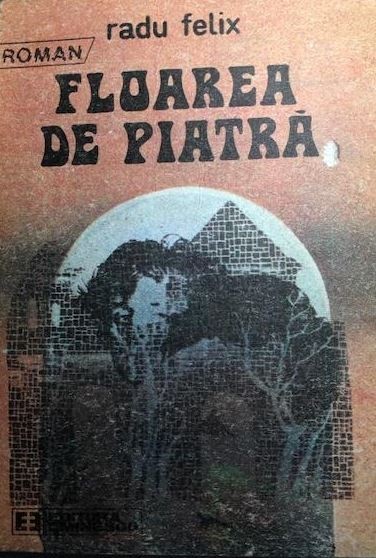 radu felix
ROMAN
FLOAREA
DE PIATRĂ